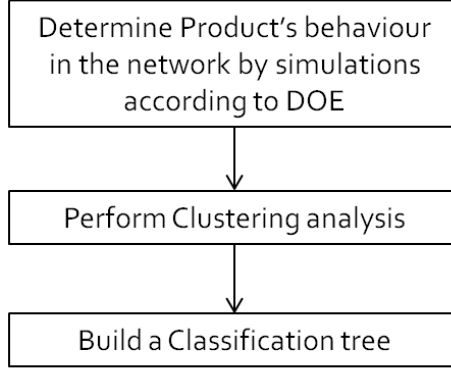 Determine Product's behaviour
in the network by simulations
according to DOE
Perform Clustering analysis
Build a Classification tree